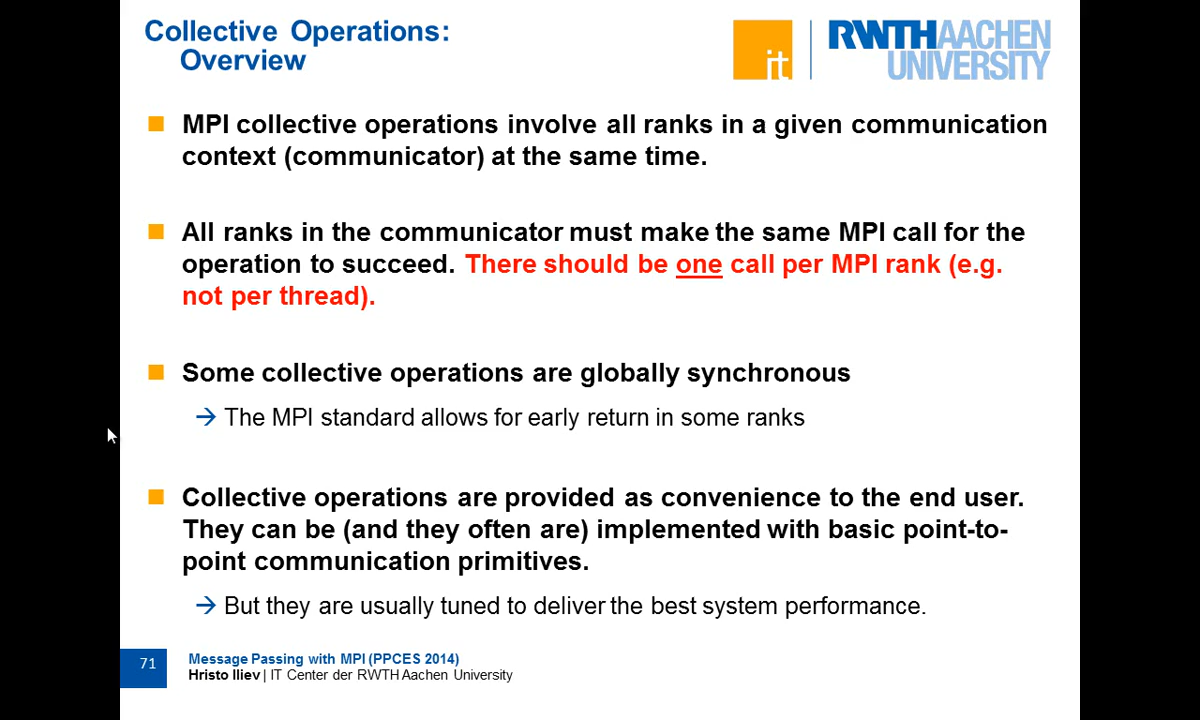 Collective Operations:
Overview
it
RWTHAACHEN
UNIVERSITY
MPI collective operations involve all ranks in a given communication
context (communicator) at the same time.
All ranks in the communicator must make the same MPI call for the
operation to succeed. There should be one call per MPI rank (e.g.
not per thread).
Some collective operations are globally synchronous
→ The MPI standard allows for early return in some ranks
Collective operations are provided as convenience to the end user.
They can be (and they often are) implemented with basic point-to-
point communication primitives.
→ But they are usually tuned to deliver the best system performance.
71
Message Passing with MPI (PPCES 2014)
Hristo Iliev | IT Center der RWTH Aachen University